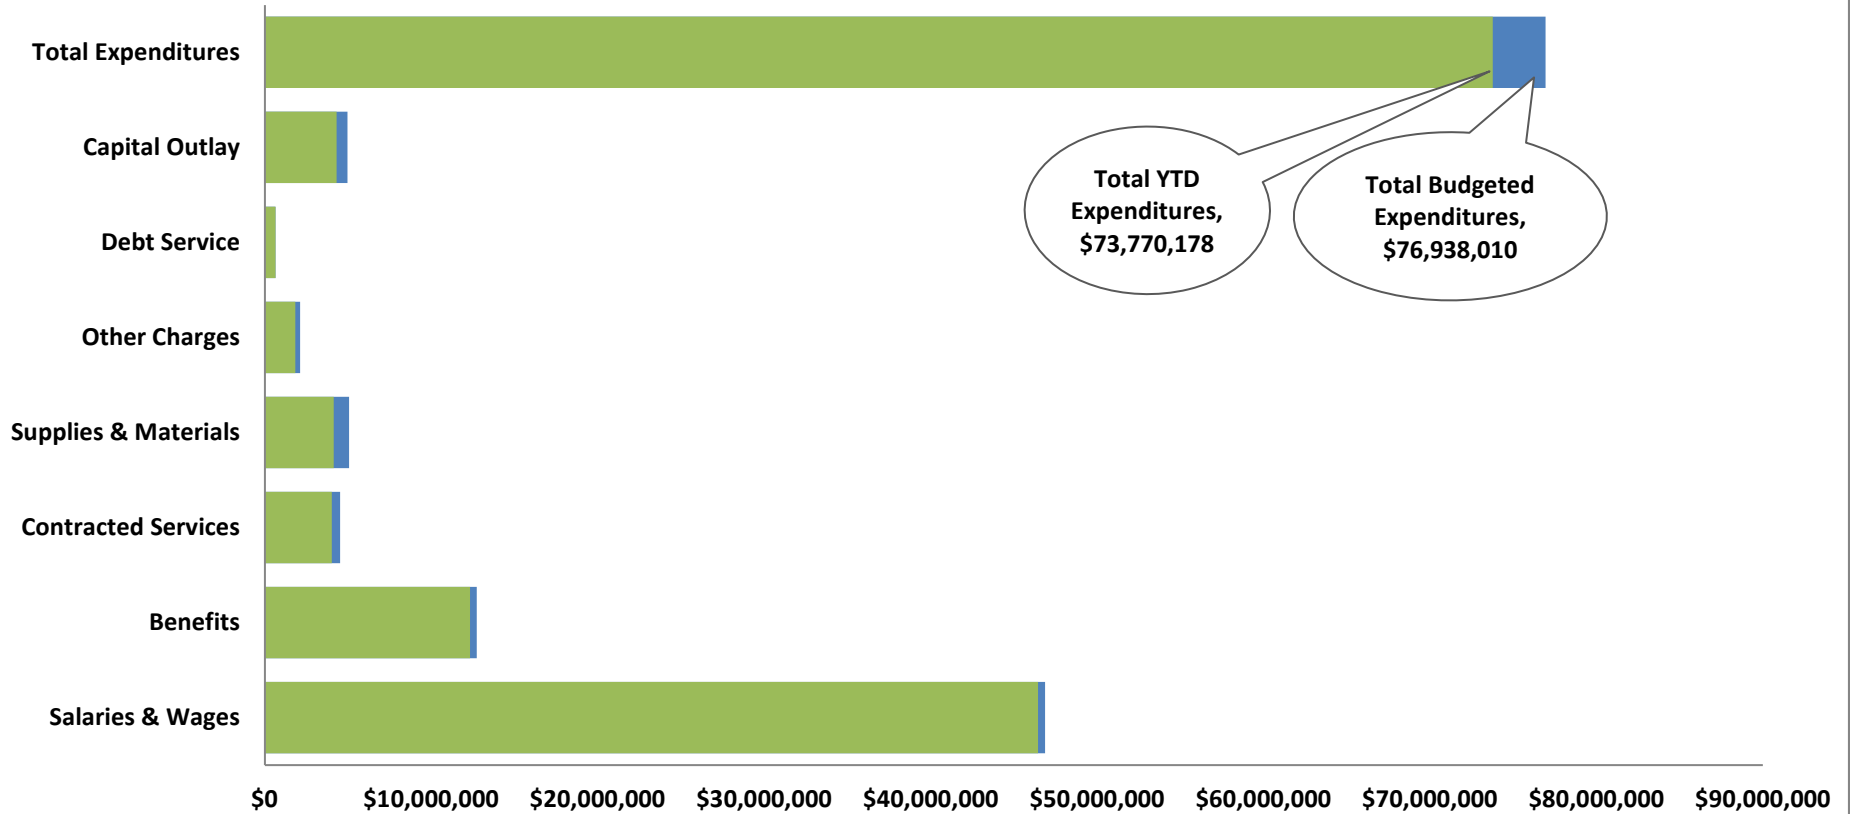 Total Expenditures
Capital Outlay
Debt Service
Other Charges
Supplies & Materials
Contracted Services
Benefits
Salaries & Wages
Total YTD
Expenditures,
$73,770,178
Total Budgeted
Expenditures,
$76,938,010
$0 $10,000,000 $20,000,000 $30,000,000 $40,000,000 $50,000,000 $60,000,000 $70,000,000 $80,000,000 $90,000,000